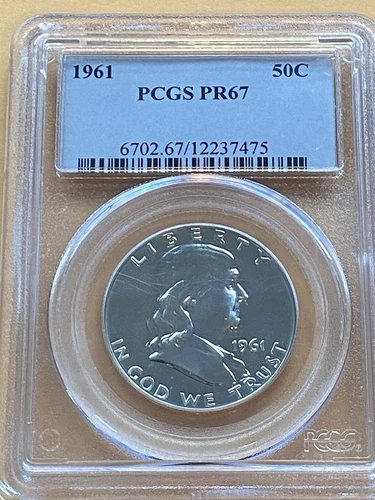 1961 50C
PCGS PR67
6702.67/12237475
LIBERTY
1961
IN GOD WE TRUST
PCGS